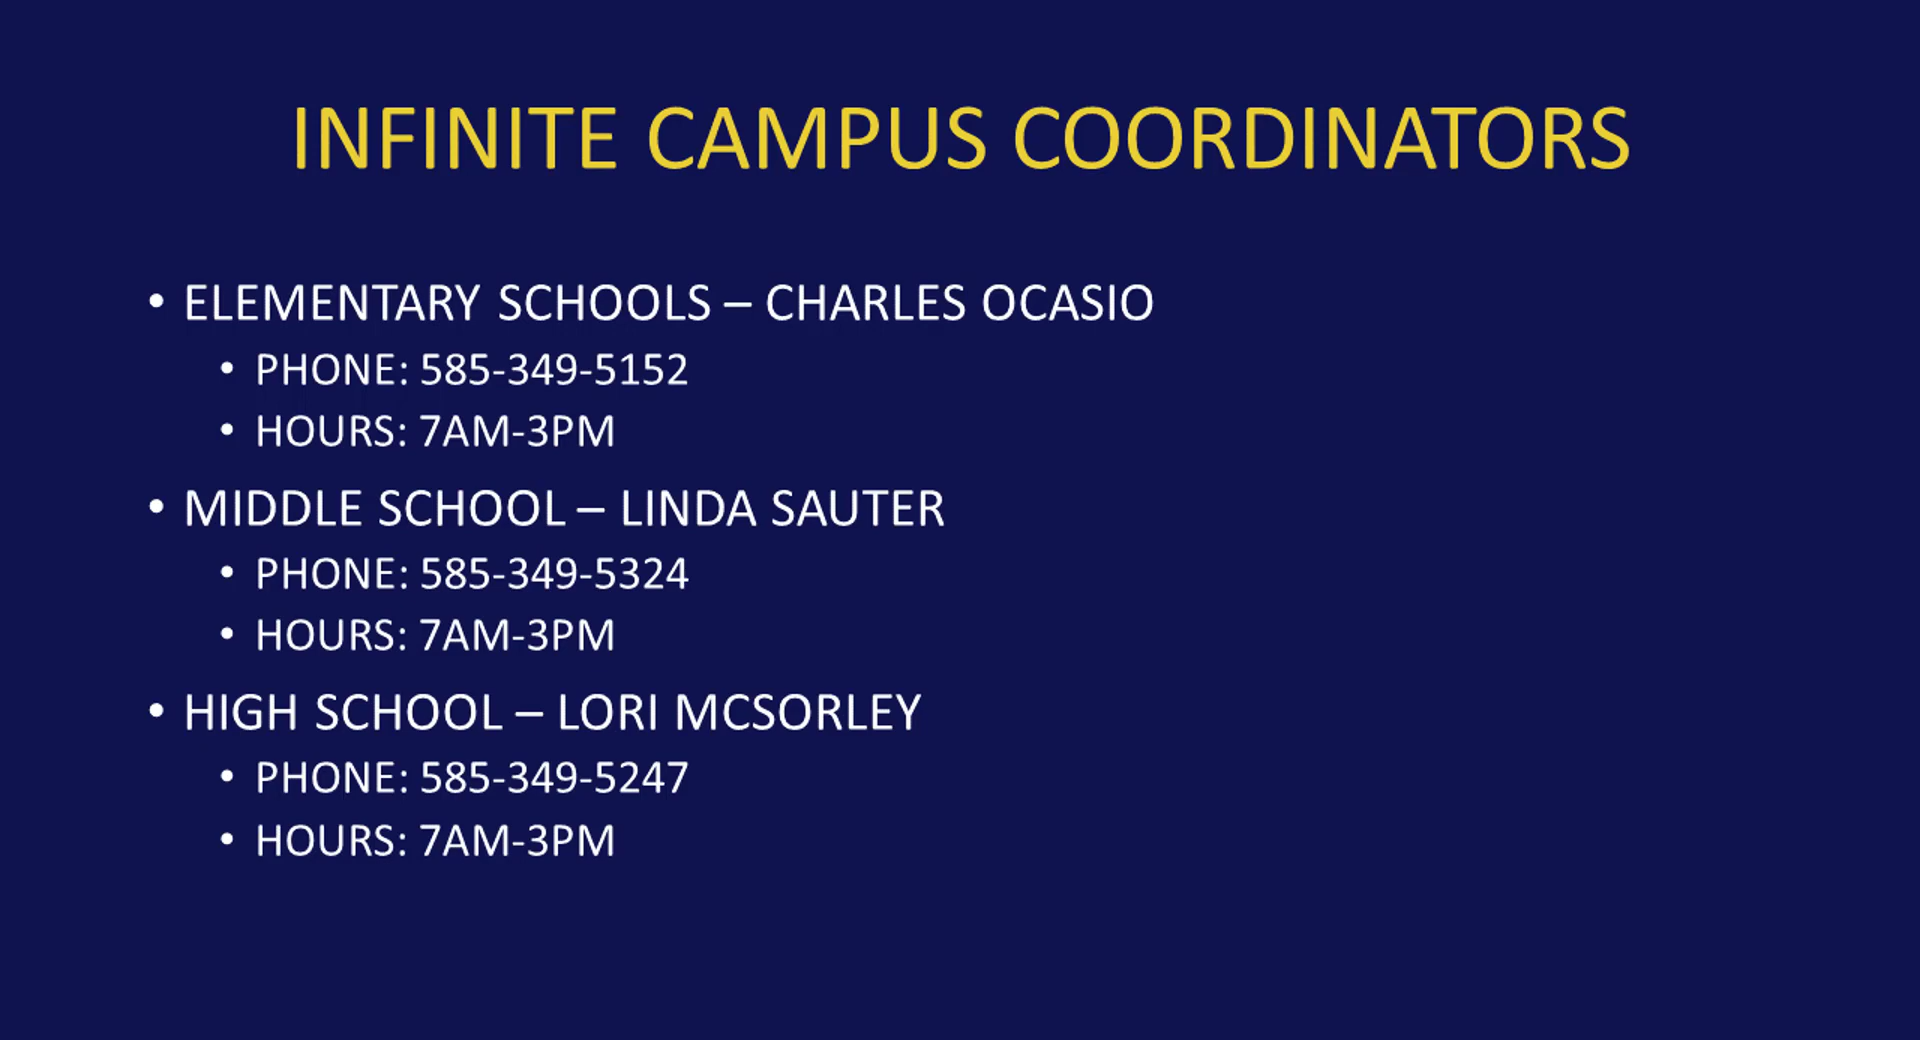 INFINITE CAMPUS COORDINATORS
• ELEMENTARY SCHOOLS – CHARLES OCASIO
• PHONE: 585-349-5152
• HOURS: 7AM-3PM
• MIDDLE SCHOOL – LINDA SAUTER
• PHONE: 585-349-5324
• HOURS: 7AM-3PM
• HIGH SCHOOL – LORI MCSORLEY
• PHONE: 585-349-5247
• HOURS: 7AM-3PM